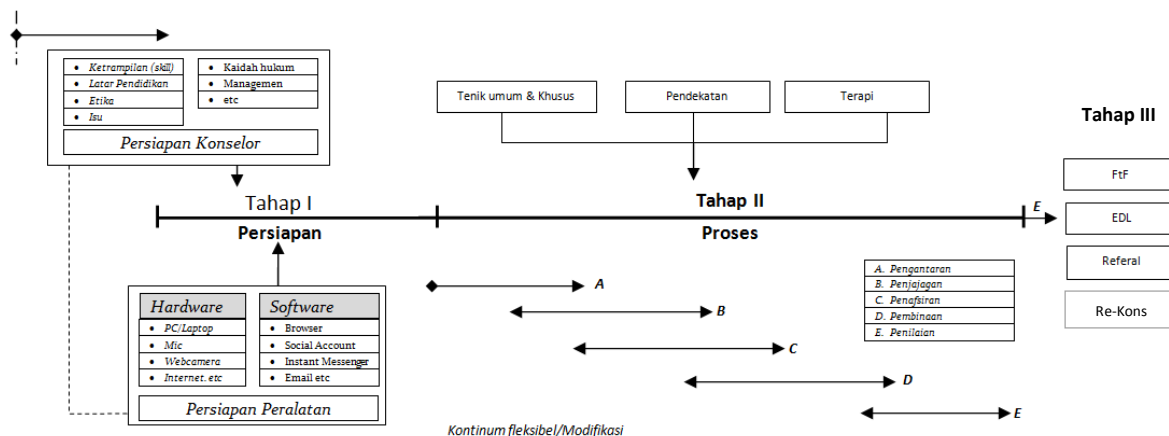 Ketrampilan (skill)
Latar Pendidikan
Etika
Isu
Kaidah hukum
Managemen
etc
Persiapan Konselor
Tenik umum & Khusus
Pendekatan
Terapi
Tahap III
FtF
EDL
Referal
Re-Kons
Tahap I
Persiapan
Tahap II
Proses
E
Hardware
PC/Laptop
Mic
Webcamera
Internet. etc
Software
Browser
Social Account
Instant Messenger
Email etc
Persiapan Peralatan
A
B
C
D
E
A. Pengantaran
B. Penjajagan
C. Penafsiran
D. Pembinaan
E. Penilaian
Kontinum fleksibel/Modifikasi